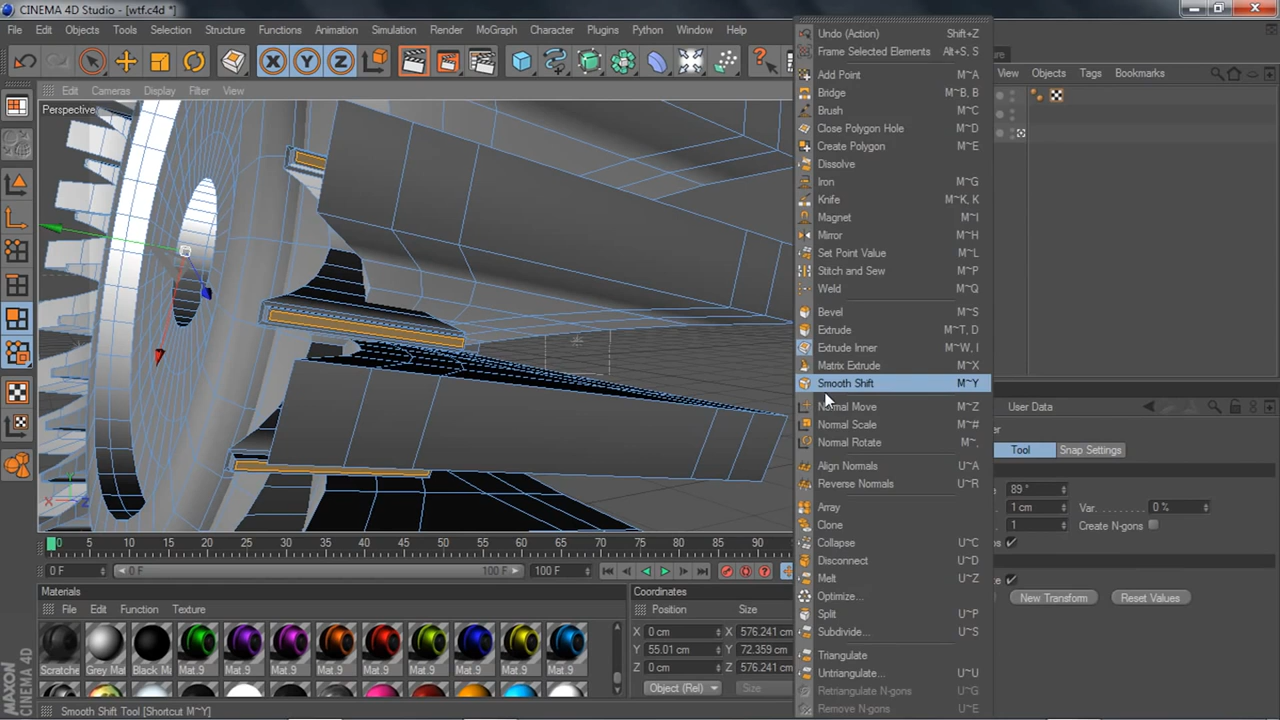 CINEMA 4D Studio - [wtf.c4d *]
File Edit Objects Tools Selection Structure Functions Animation Simulation Render MoGraph Character Plugins Python Window Help
Edit Cameras Display Filter View
Perspective
View Objects Tags Bookmarks
Undo (Action) Shift+Z
Frame Selected Elements Alt+S, S
Add Point M~A
Bridge M~B, B
Brush M~C
Close Polygon Hole M~D
Create Polygon M~E
Dissolve
Iron M~G
Knife M~K, K
Magnet M~I
Mirror M~H
Set Point Value M~L
Stitch and Sew M~P
Weld M~Q
Bevel M~S
Extrude M~T, D
Extrude Inner M~W, I
Matrix Extrude M~X
Smooth Shift M~Y
Normal Move M~Z
Normal Scale M~#
Normal Rotate M~,
Align Normals U~A
Reverse Normals U~R
Array
Clone
Collapse U~C
Disconnect U~D
Melt U~Z
Optimize...
Split U~P
Subdivide... U~S
Triangulate
Untriangulate... U~U
Retriangulate N-gons U~G
Remove N-gons U~E
User Data
Tool Snap Settings
89 °
1 cm Var. 0 %
1 Create N-gons
New Transform Reset Values
0 5 10 15 20 25 30 35 40 45 50 55 60 65 70 75 80 85 90
0 F 0 F 100 F 100 F
Materials
File Edit Function Texture
Scratche Grey Mat Black M Mat.9 Mat.9 Mat.9 Mat.9 Mat.9 Mat.9 Mat.9 Mat.9 Mat.9
Coordinates
Position Size
X 0 cm X 576.241 cm
Y 55.01 cm Y 72.359 cm
Z 0 cm Z 576.241 cm
Object (Rel) Size
MAXON CINEMA 4D
Smooth Shift Tool [Shortcut M~Y]